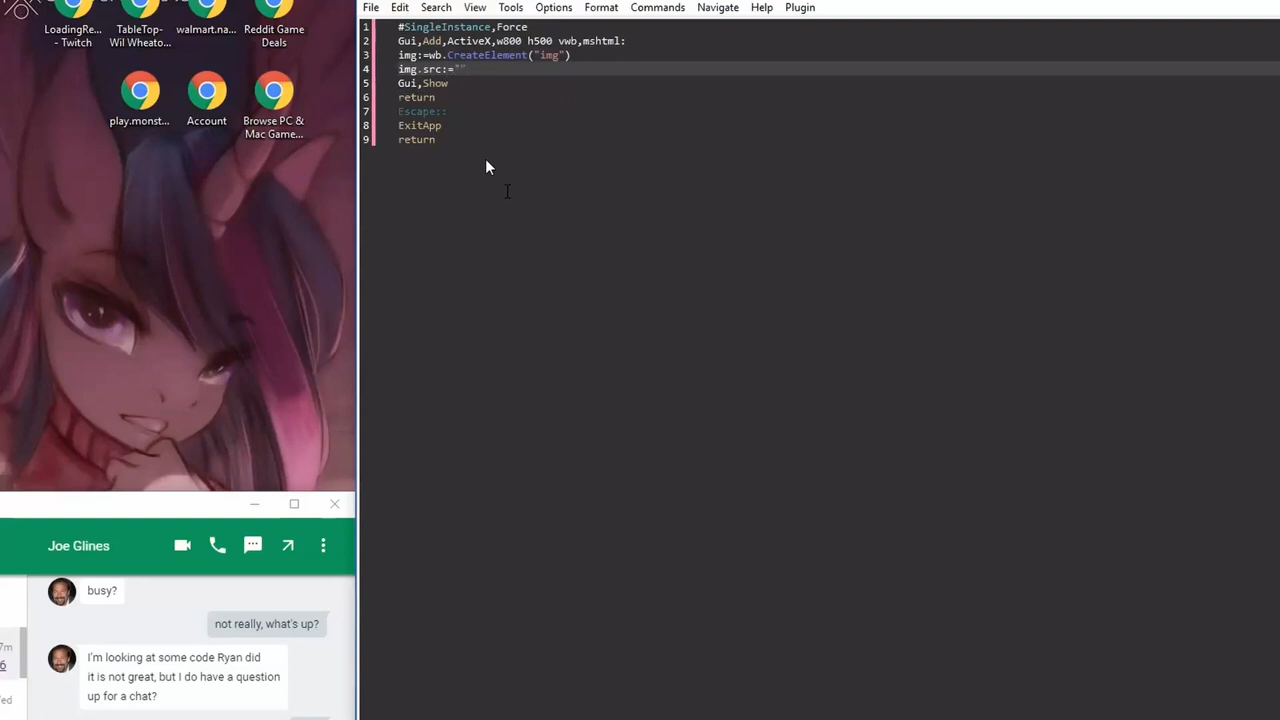 LoadingRe...
- Twitch
TableTop-
Wil Wheato...
walmart.na...
Reddit Game
Deals
play.monst...
Account
Browse PC &
Mac Game...
File Edit Search View Tools Options Format Commands Navigate Help Plugin
1 #SingleInstance,Force
2 Gui,Add,ActiveX,w800 h500 vwb,mshtml:
3 img:=wb.CreateElement("img")
4 img.src:=""
5 Gui,Show
6 return
7 Escape::
8 ExitApp
9 return
Joe Glines
busy?
not really, what's up?
7m
6
I'm looking at some code Ryan did
it is not great, but I do have a question
up for a chat?